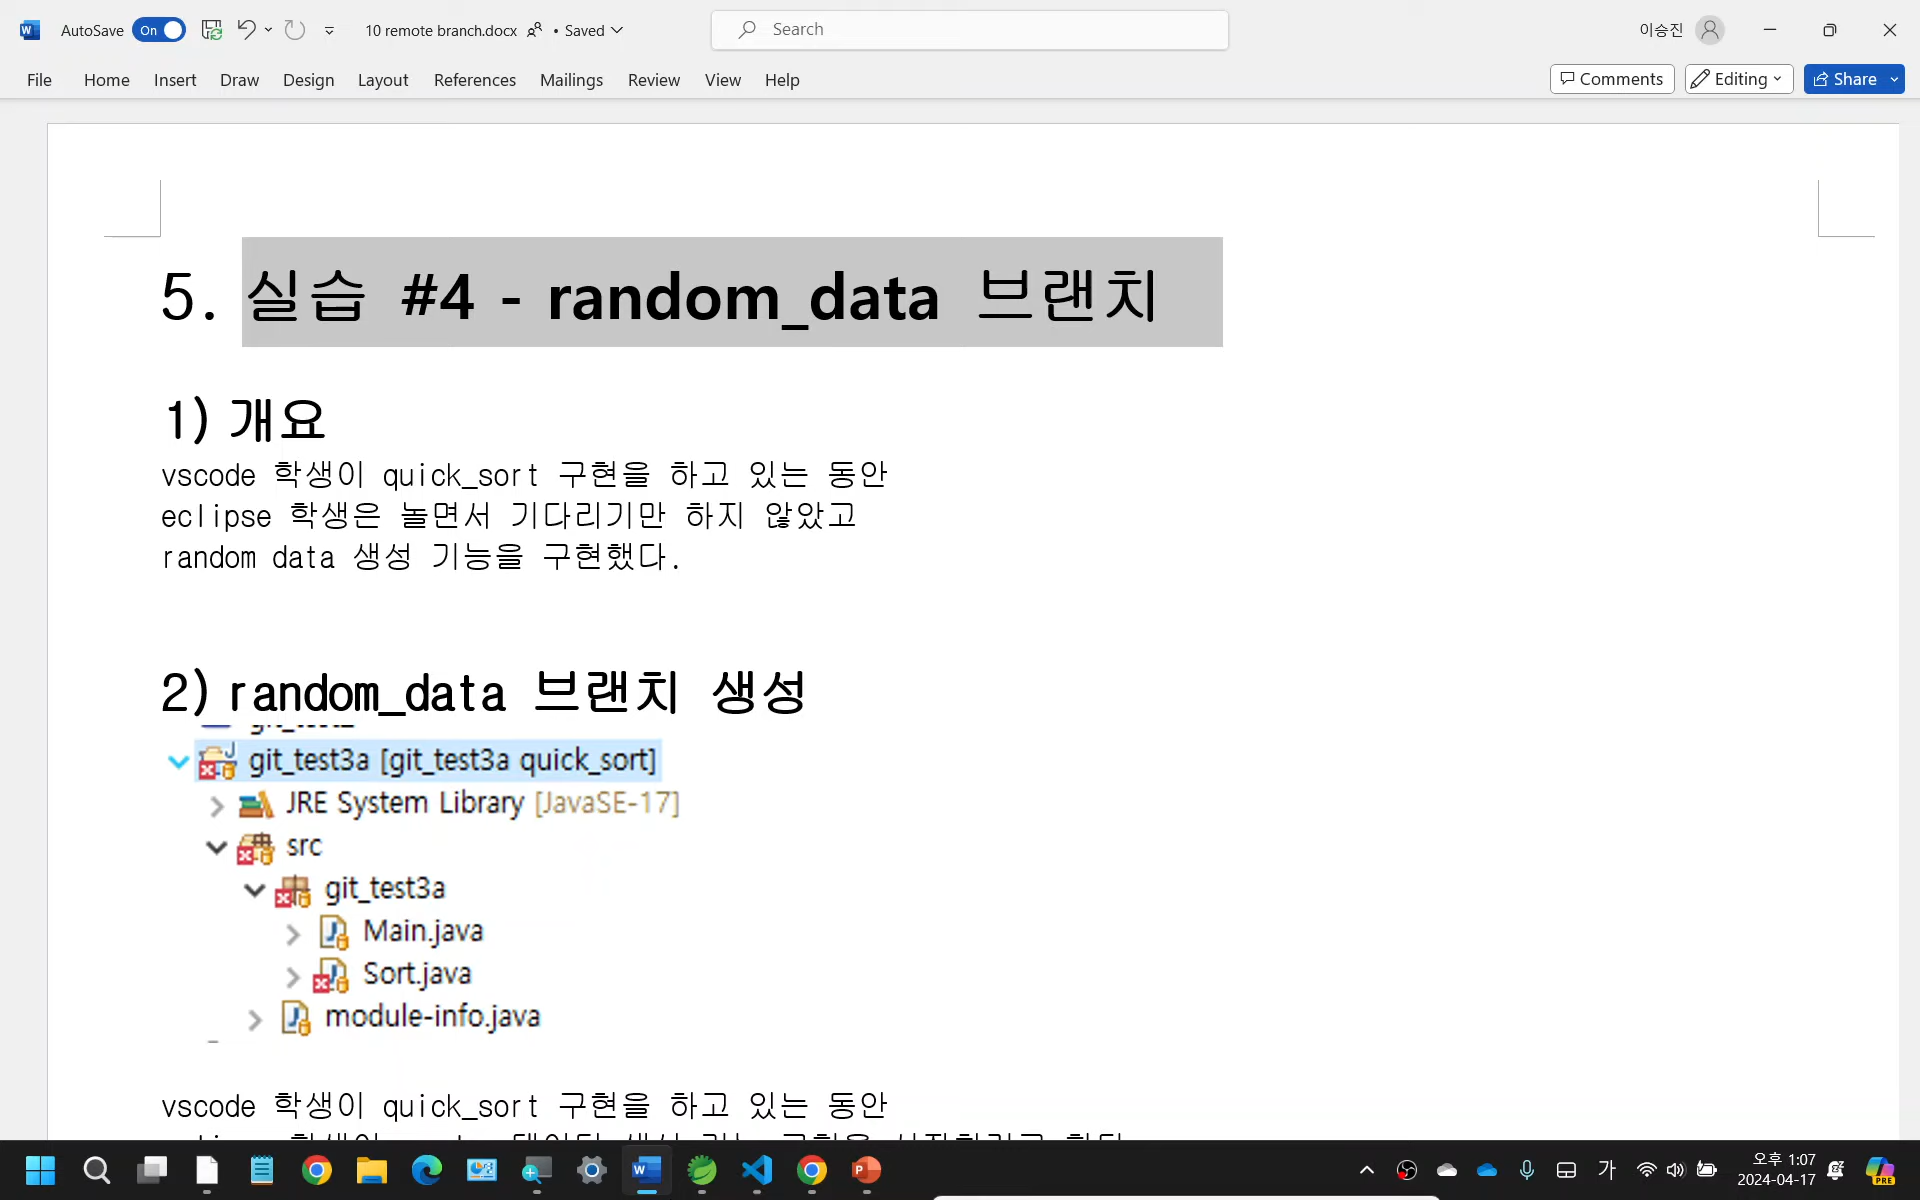 AutoSave On 10 remote branch.docx • Saved Search 이승진
File Home Insert Draw Design Layout References Mailings Review View Help Comments Editing Share
5. 실습 #4 - random_data 브랜치
1) 개요
vscode 학생이 quick_sort 구현을 하고 있는 동안
eclipse 학생은 놀면서 기다리기만 하지 않았고
random data 생성 기능을 구현했다.
2) random_data 브랜치 생성
git_test3a [git_test3a quick_sort]
JRE System Library [JavaSE-17]
src
git_test3a
Main.java
Sort.java
module-info.java
vscode 학생이 quick_sort 구현을 하고 있는 동안
가 오후 1:07
2024-04-17